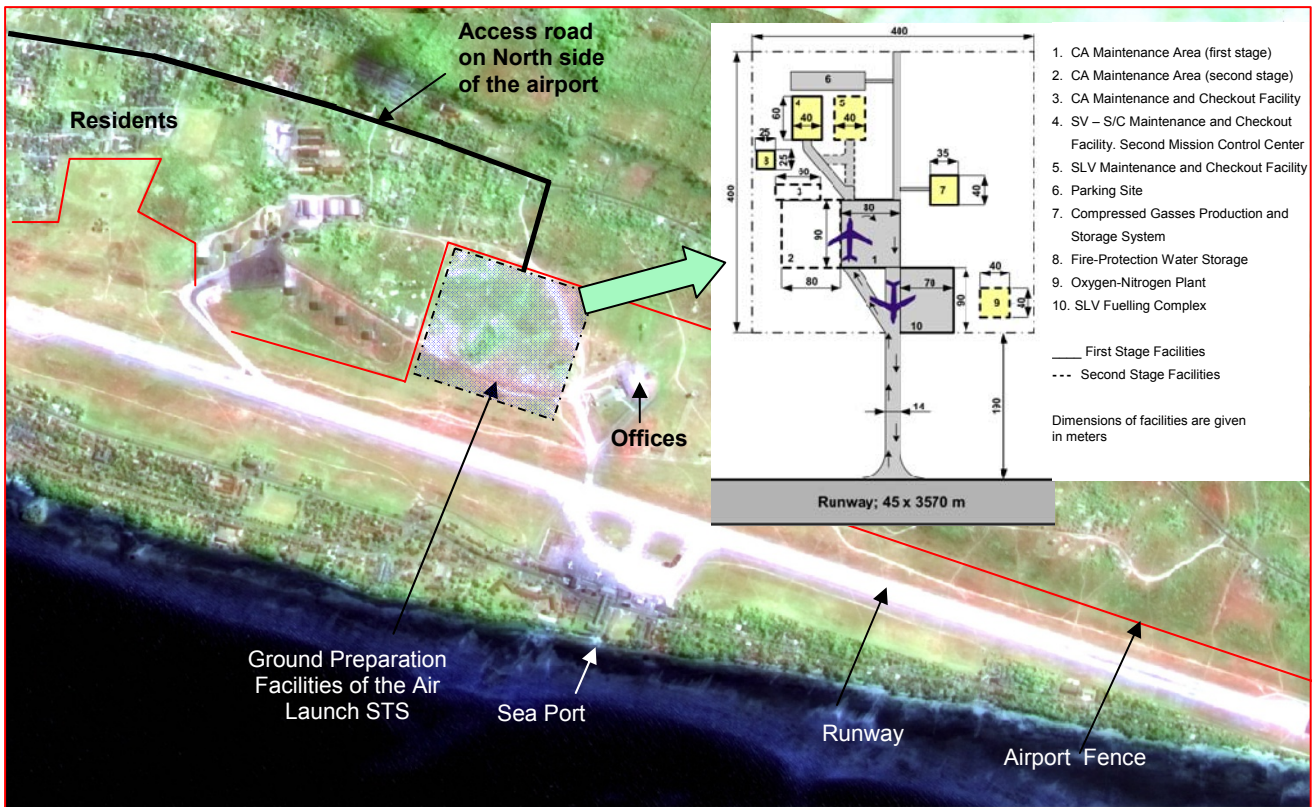 Access road
on North side
of the airport
Residents
Offices
Ground Preparation
Facilities of the Air
Launch STS
Sea Port
Runway
Airport Fence
400
400
6
4
5
60
40
40
25
25
3
60
3
35
7
40
80
90
2
1
80
70
90
10
40
9
40
14
190
Runway; 45 x 3570 m
1. CA Maintenance Area (first stage)
2. CA Maintenance Area (second stage)
3. CA Maintenance and Checkout Facility
4. SV – S/C Maintenance and Checkout
Facility. Second Mission Control Center
5. SLV Maintenance and Checkout Facility
6. Parking Site
7. Compressed Gasses Production and
Storage System
8. Fire-Protection Water Storage
9. Oxygen-Nitrogen Plant
10. SLV Fuelling Complex
____ First Stage Facilities
--- Second Stage Facilities
Dimensions of facilities are given
in meters